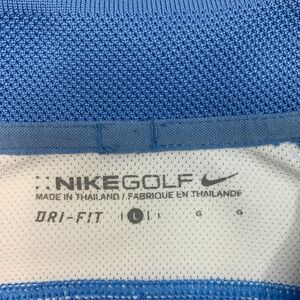 ::NIKEGOLF
MADE IN THAILAND / FABRIQUE EN THAILANDE
DRI-FIT | L | L G G